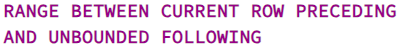 RANGE BETWEEN CURRENT ROW PRECEDING
AND UNBOUNDED FOLLOWING